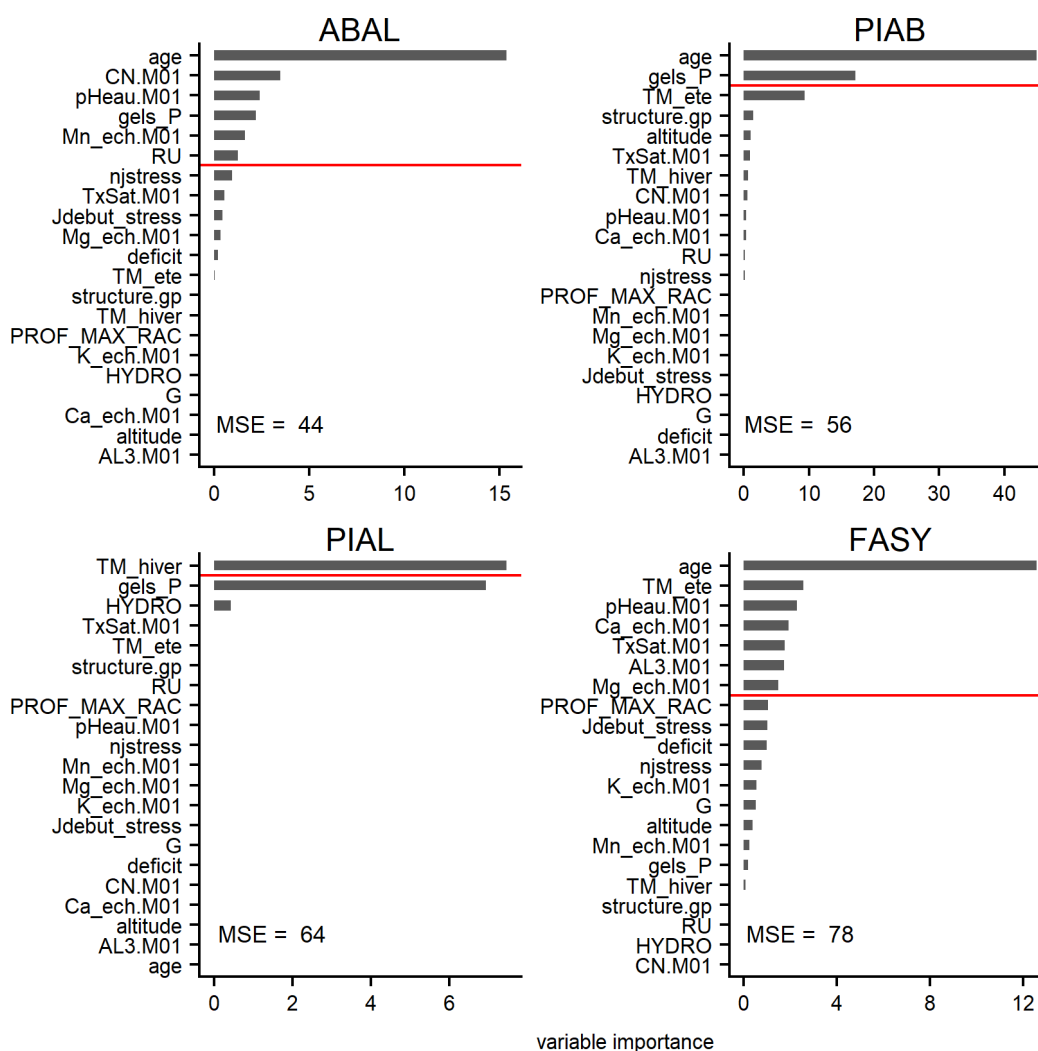 ABAL
age
CN.M01
pHeau.M01
gels_P
Mn_ech.M01
RU
njstress
TxSat.M01
Jdebut_stress
Mg_ech.M01
deficit
TM_ete
structure.gp
TM_hiver
PROF_MAX_RAC
K_ech.M01
HYDRO
G
Ca_ech.M01
altitude
AL3.M01
MSE = 44
0 5 10 15
PIAB
age
gels_P
TM_ete
structure.gp
altitude
TxSat.M01
TM_hiver
CN.M01
pHeau.M01
Ca_ech.M01
RU
njstress
PROF_MAX_RAC
Mn_ech.M01
Mg_ech.M01
K_ech.M01
Jdebut_stress
HYDRO
G
deficit
AL3.M01
MSE = 56
0 10 20 30 40
PIAL
TM_hiver
gels_P
HYDRO
TxSat.M01
TM_ete
structure.gp
RU
PROF_MAX_RAC
pHeau.M01
njstress
Mn_ech.M01
Mg_ech.M01
K_ech.M01
Jdebut_stress
G
deficit
CN.M01
Ca_ech.M01
altitude
AL3.M01
age
MSE = 64
0 2 4 6
FASY
age
TM_ete
pHeau.M01
Ca_ech.M01
TxSat.M01
AL3.M01
Mg_ech.M01
PROF_MAX_RAC
Jdebut_stress
deficit
njstress
K_ech.M01
G
altitude
Mn_ech.M01
gels_P
TM_hiver
structure.gp
RU
HYDRO
CN.M01
MSE = 78
0 4 8 12
variable importance